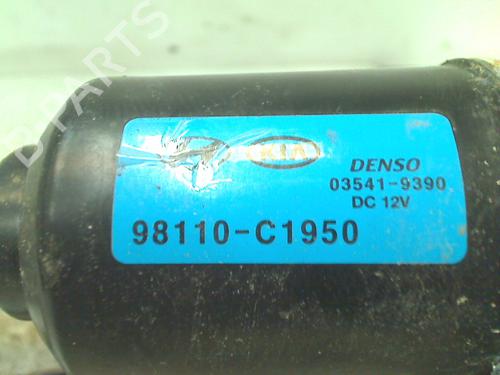 B-PARTS
KIA
DENSO
03541-9390
DC 12V
98110-C1950